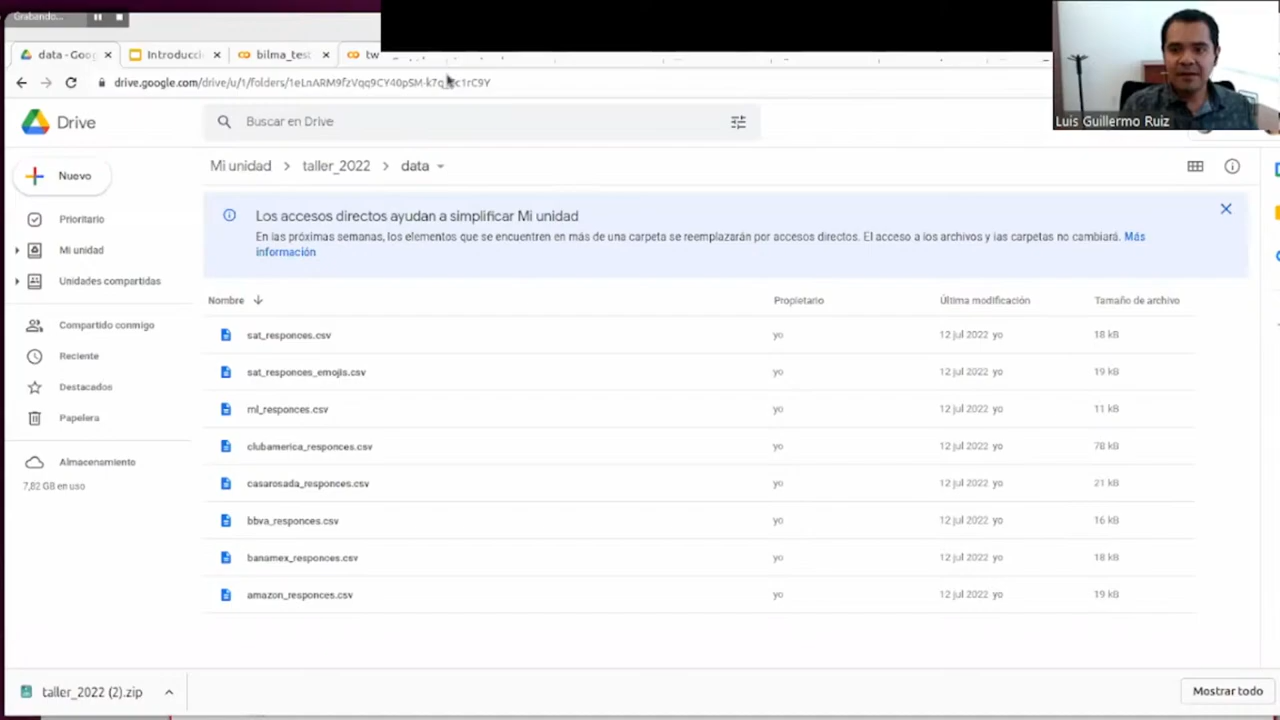 Grabando...
data - Goog
Introducci
bilma_test
tw
drive.google.com/drive/u/1/folders/
Luis Guillermo Ruiz
Drive
Buscar en Drive
Nuevo
Mi unidad
taller_2022
data
Prioritario
Mi unidad
Unidades compartidas
Compartido conmigo
Reciente
Destacados
Papelera
Almacenamiento
7,82 GB en uso
Los accesos directos ayudan a simplificar Mi unidad
En las próximas semanas, los elementos que se encuentren en más de una carpeta se reemplazarán por accesos directos. El acceso a los archivos y las carpetas no cambiará. Más
información
Nombre Propietario Última modificación Tamaño de archivo
sat_responces.csv yo 12 jul 2022 yo 18 kB
sat_responces_emojis.csv yo 12 jul 2022 yo 19 kB
ml_responces.csv yo 12 jul 2022 yo 11 kB
clubamerica_responces.csv yo 12 jul 2022 yo 78 kB
casarosada_responces.csv yo 12 jul 2022 yo 21 kB
bbva_responces.csv yo 12 jul 2022 yo 16 kB
banamex_responces.csv yo 12 jul 2022 yo 18 kB
amazon_responces.csv yo 12 jul 2022 yo 19 kB
taller_2022 (2).zip
Mostrar todo